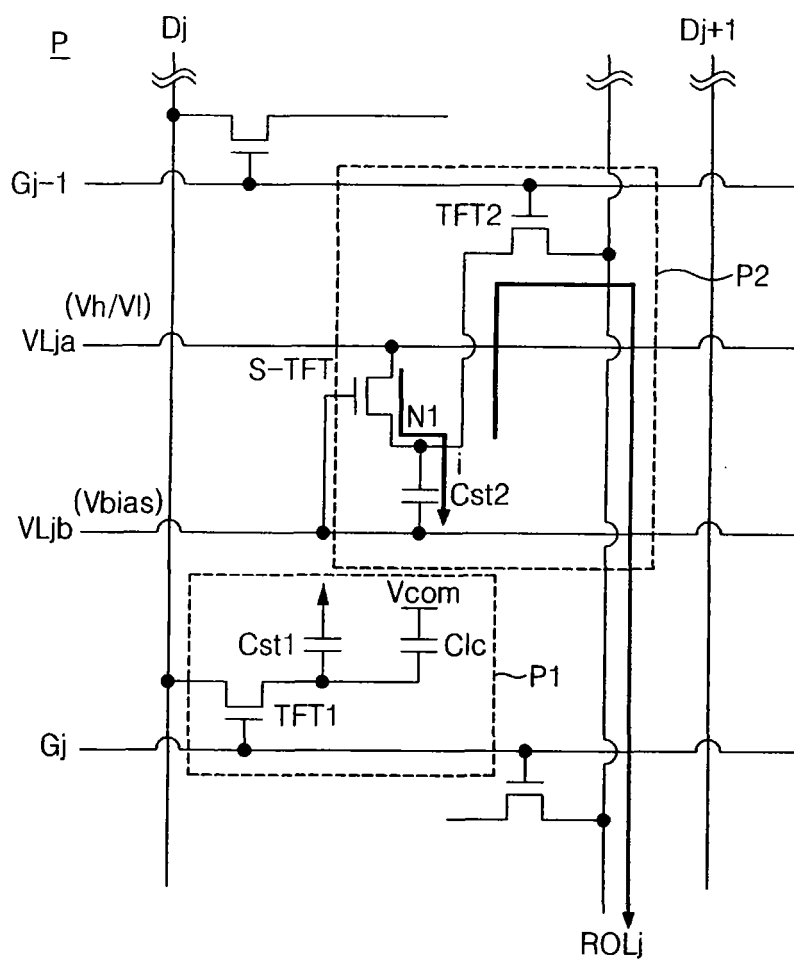 P
Dj
Dj+1
Gj-1
TFT2
P2
(Vh/Vl)
VLja
S-TFT
N1
i
Cst2
(Vbias)
VLjb
Vcom
Cst1
Clc
P1
TFT1
Gj
ROLj